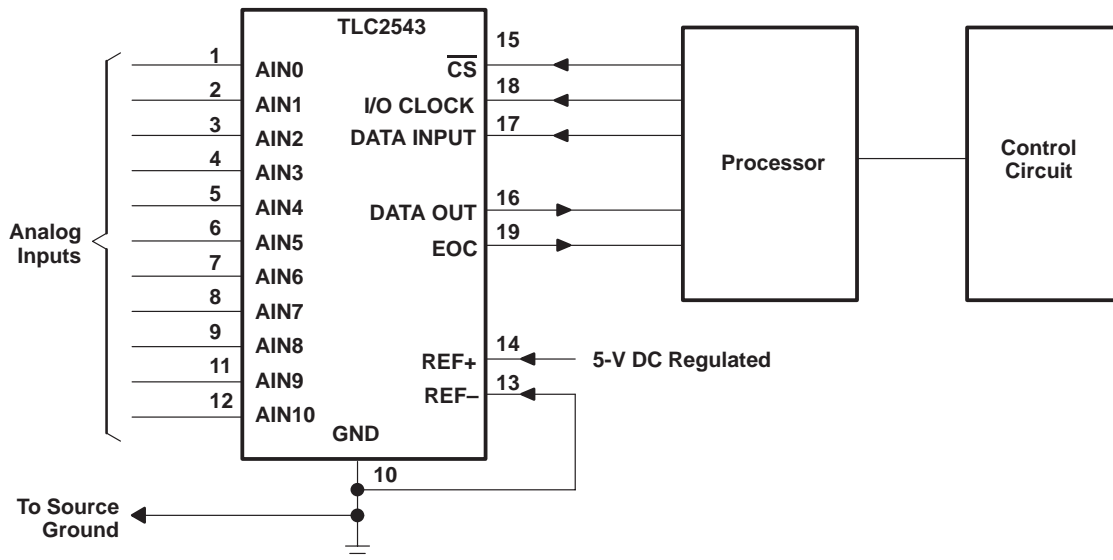 TLC2543
Analog
Inputs
1 AIN0
2 AIN1
3 AIN2
4 AIN3
5 AIN4
6 AIN5
7 AIN6
8 AIN7
9 AIN8
11 AIN9
12 AIN10
C̅S̅ 15
I/O CLOCK 18
DATA INPUT 17
DATA OUT 16
EOC 19
REF+ 14
5-V DC Regulated
REF– 13
GND
10
To Source
Ground
Processor
Control
Circuit